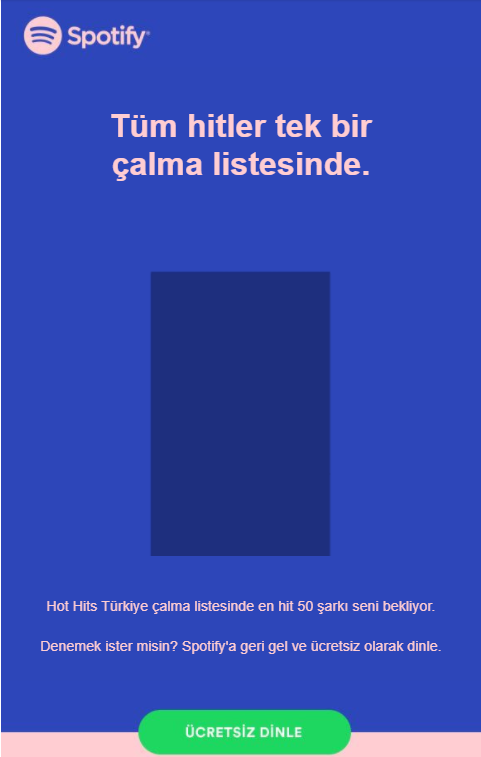 Spotify®
Tüm hitler tek bir
çalma listesinde.
Hot Hits Türkiye çalma listesinde en hit 50 şarkı seni bekliyor.
Denemek ister misin? Spotify'a geri gel ve ücretsiz olarak dinle.
ÜCRETSİZ DİNLE